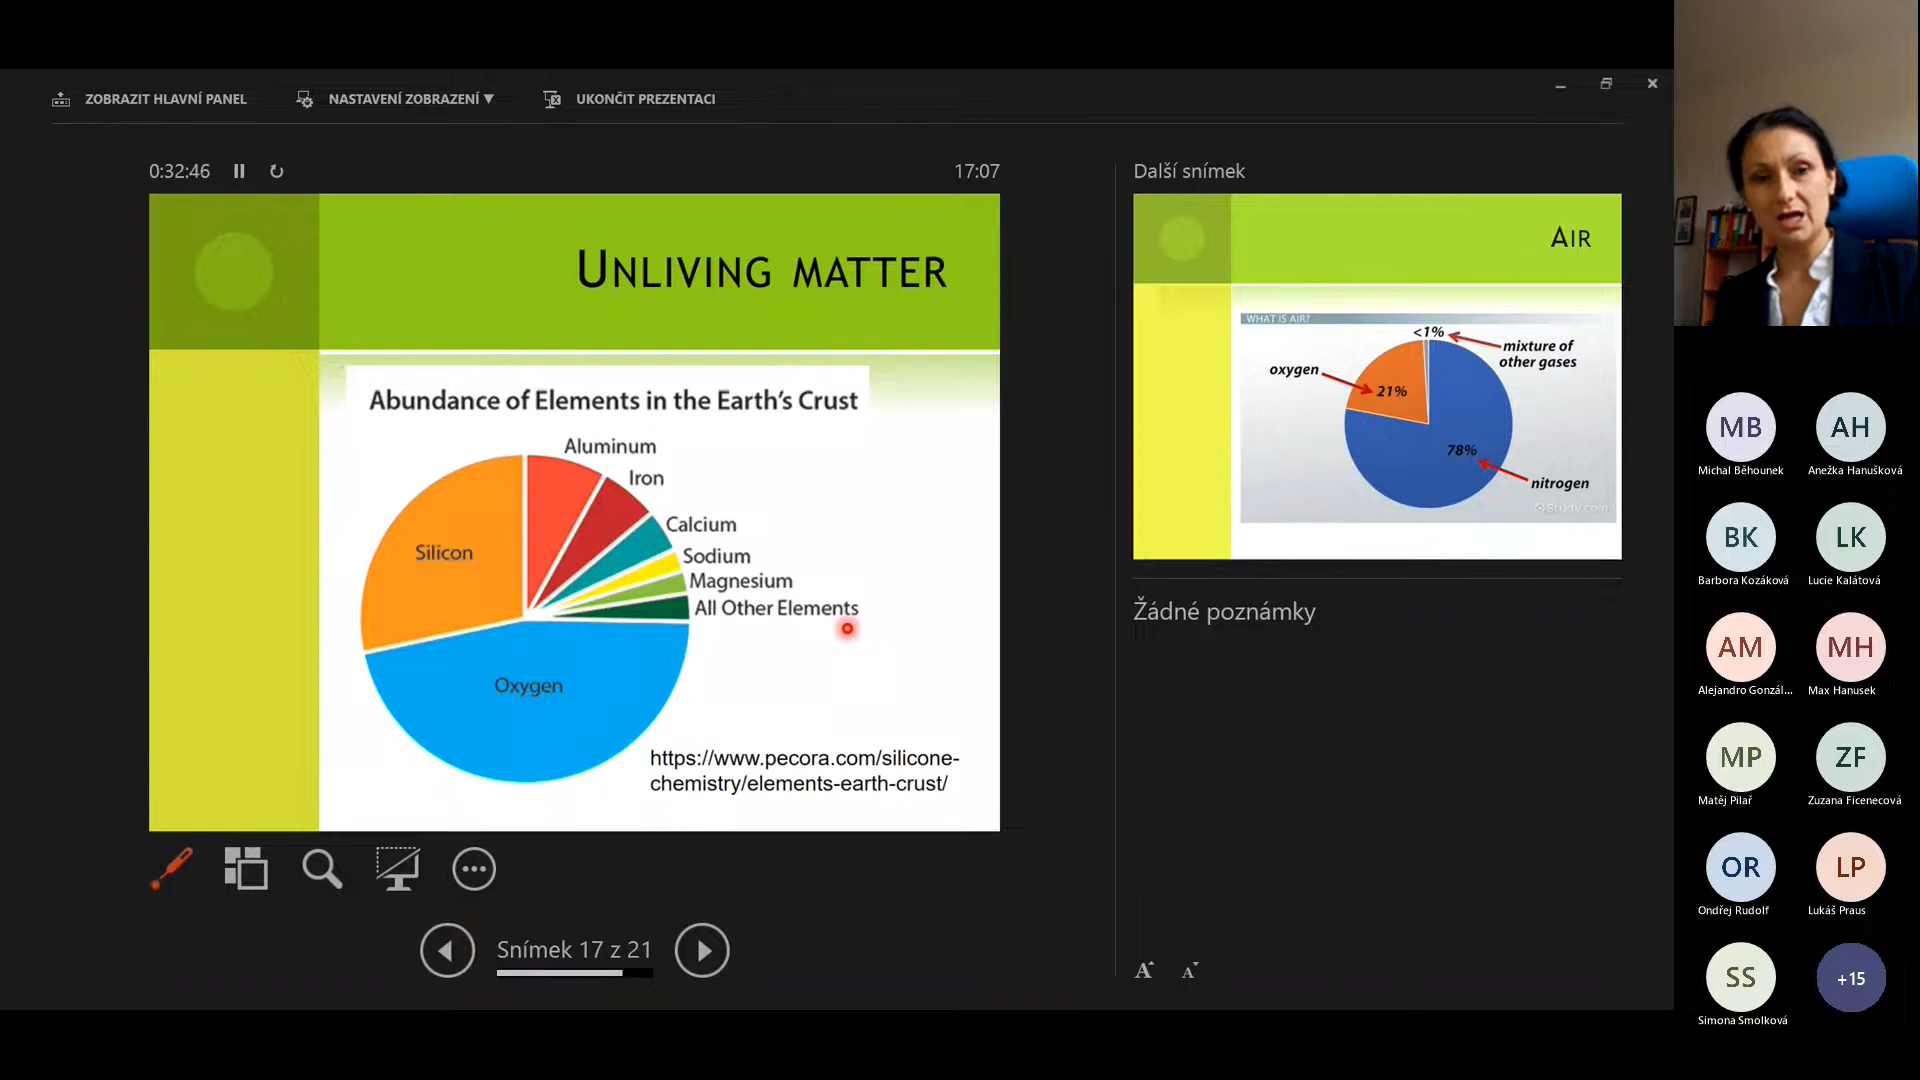 ZOBRAZIT HLAVNÍ PANEL
NASTAVENÍ ZOBRAZENÍ ▼
UKONČIT PREZENTACI
0:32:46
17:07
UNLIVING MATTER
Abundance of Elements in the Earth's Crust
Aluminum
Iron
Calcium
Sodium
Magnesium
All Other Elements
Silicon
Oxygen
https://www.pecora.com/silicone-
chemistry/elements-earth-crust/
Snímek 17 z 21
Další snímek
AIR
WHAT IS AIR?
<1%
mixture of
other gases
oxygen
21%
78%
nitrogen
©Study.com
Žádné poznámky
A A
MB
Michal Běhounek
AH
Anežka Hanušková
BK
Barbora Kozáková
LK
Lucie Kalátová
AM
Alejandro Gonzál...
MH
Max Hanusek
MP
Matěj Pilař
ZF
Zuzana Ficenecová
OR
Ondřej Rudolf
LP
Lukáš Praus
SS
Simona Smolková
+15